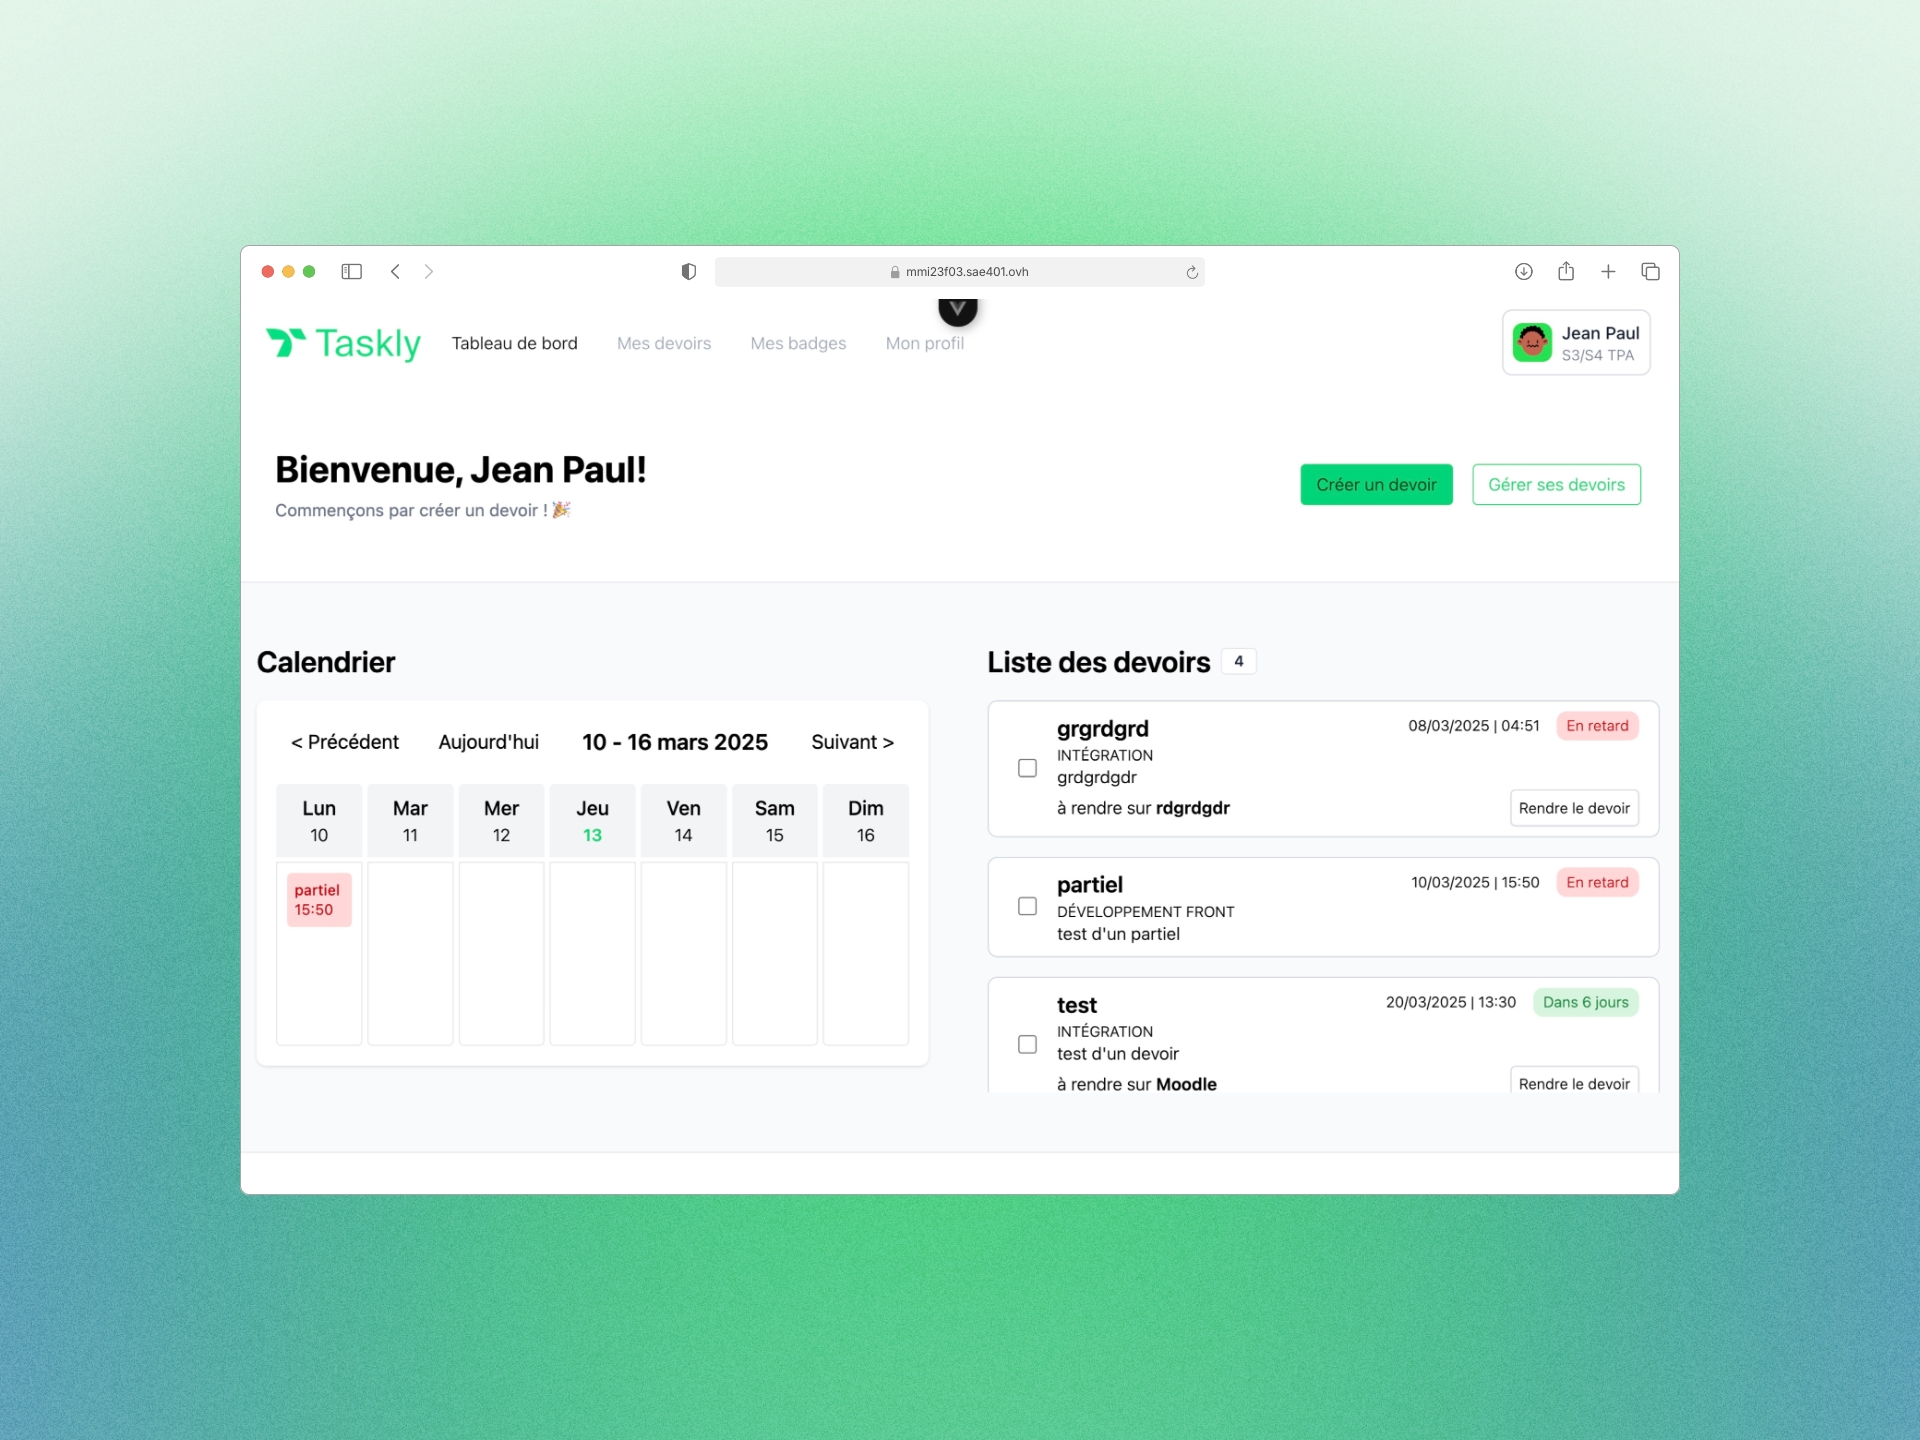 mmi23f03.sae401.ovh
Taskly
Tableau de bord
Mes devoirs
Mes badges
Mon profil
Jean Paul
S3/S4 TPA
Bienvenue, Jean Paul!
Commençons par créer un devoir ! 🎉
Créer un devoir
Gérer ses devoirs
Calendrier
< Précédent
Aujourd'hui
10 - 16 mars 2025
Suivant >
Lun
10
Mar
11
Mer
12
Jeu
13
Ven
14
Sam
15
Dim
16
partiel
15:50
Liste des devoirs
4
grgrdgrd
08/03/2025 | 04:51
En retard
INTÉGRATION
grdgrdgdr
à rendre sur rdgrdgdr
Rendre le devoir
partiel
10/03/2025 | 15:50
En retard
DÉVELOPPEMENT FRONT
test d'un partiel
test
20/03/2025 | 13:30
Dans 6 jours
INTÉGRATION
test d'un devoir
à rendre sur Moodle
Rendre le devoir